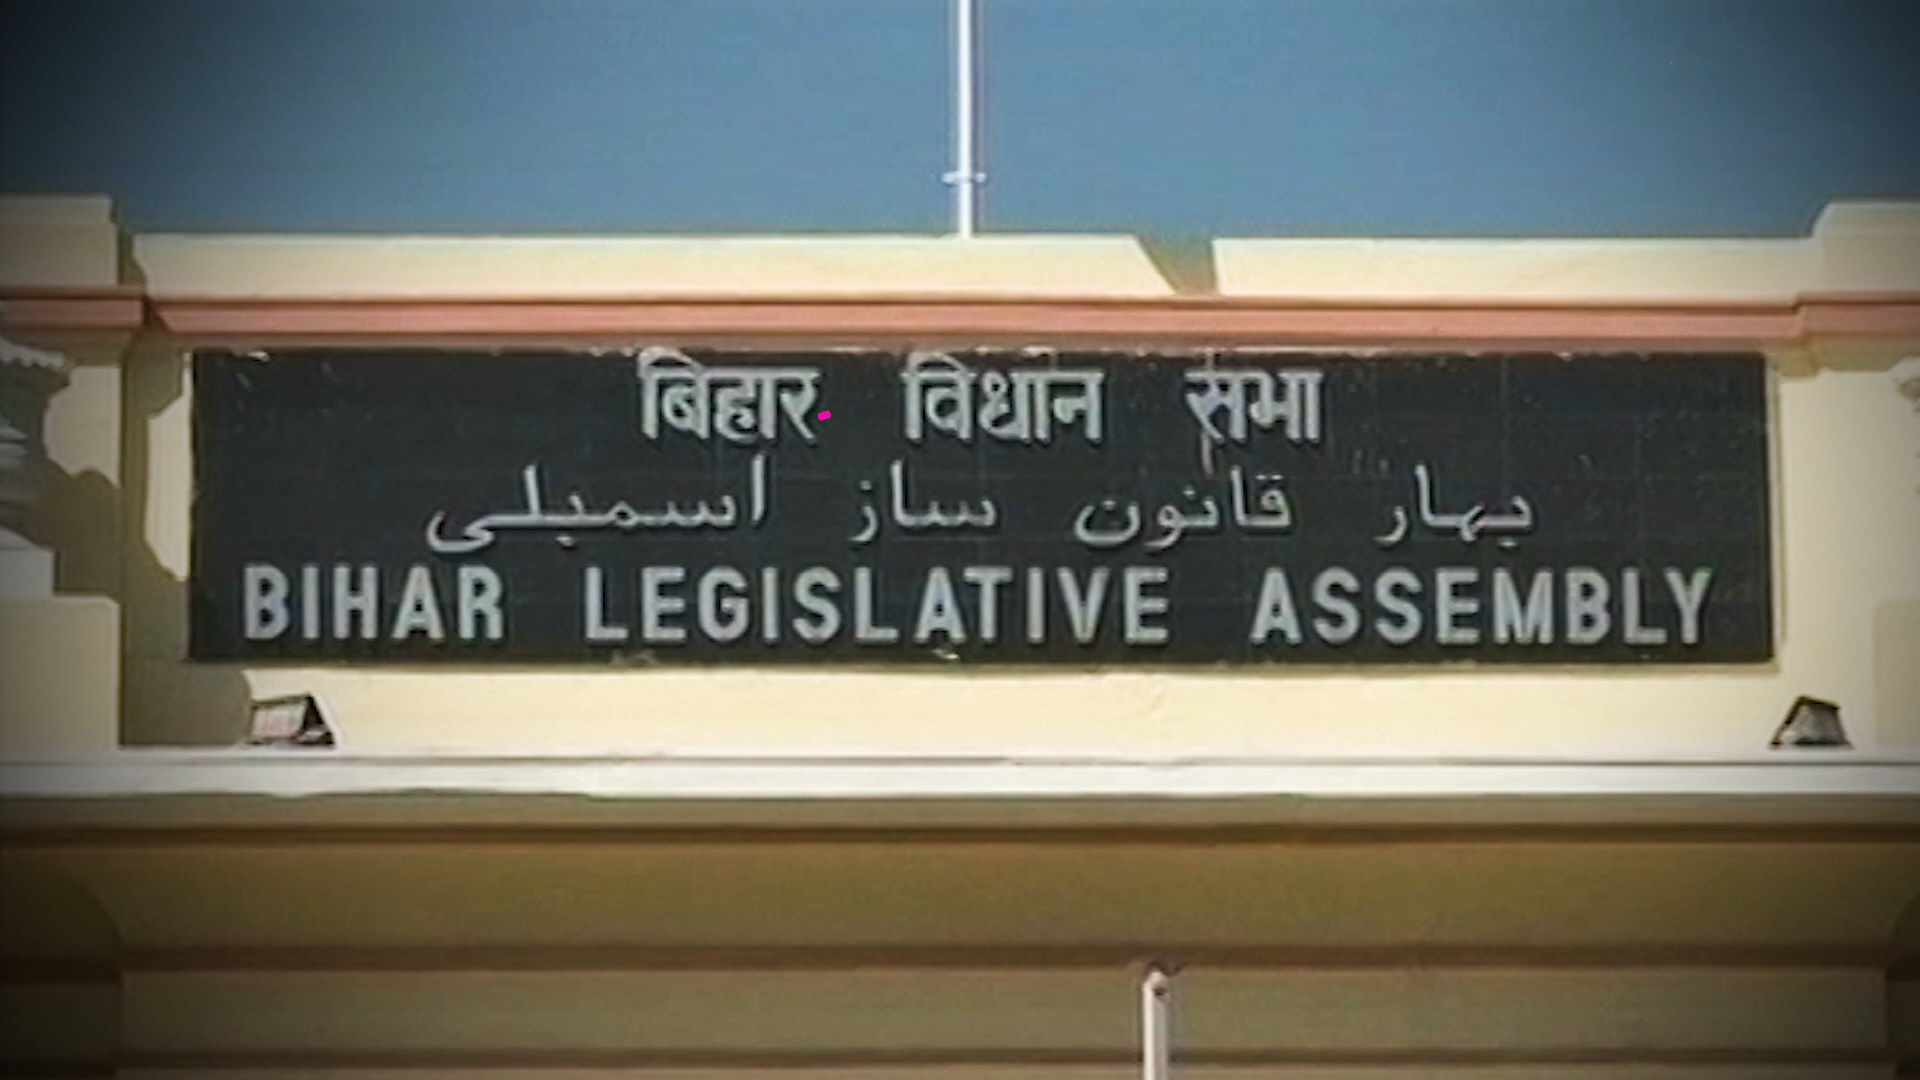 बिहार विधान सभा
بہار قانون ساز اسمبلی
BIHAR LEGISLATIVE ASSEMBLY